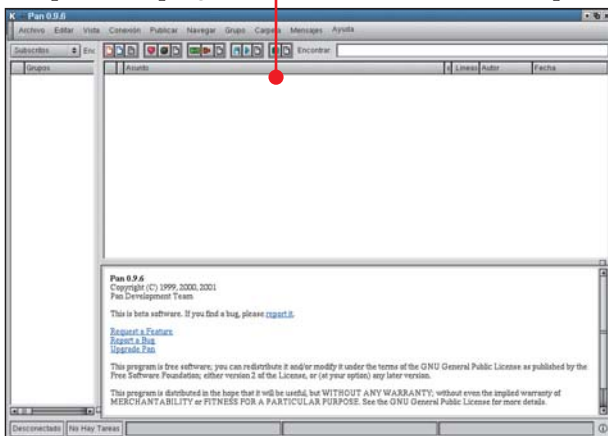 Pan 0.9.6
Archivo Editar Vista Conexión Publicar Navegar Grupo Carpeta Mensajes Ayuda
Subscritos Enc Encontrar:
Grupos Asunto Líneas Autor Fecha
Pan 0.9.6
Copyright (C) 1999, 2000, 2001
Pan Development Team
This is beta software. If you find a bug, please report it.
Request a Feature
Report a Bug
Upgrade Pan
This program is free software; you can redistribute it and/or modify it under the terms of the GNU General Public License as published by the
Free Software Foundation; either version 2 of the License, or (at your option) any later version.
This program is distributed in the hope that it will be useful, but WITHOUT ANY WARRANTY; without even the implied warranty of
MERCHANTABILITY or FITNESS FOR A PARTICULAR PURPOSE. See the GNU General Public License for more details.
Desconectado No Hay Tareas